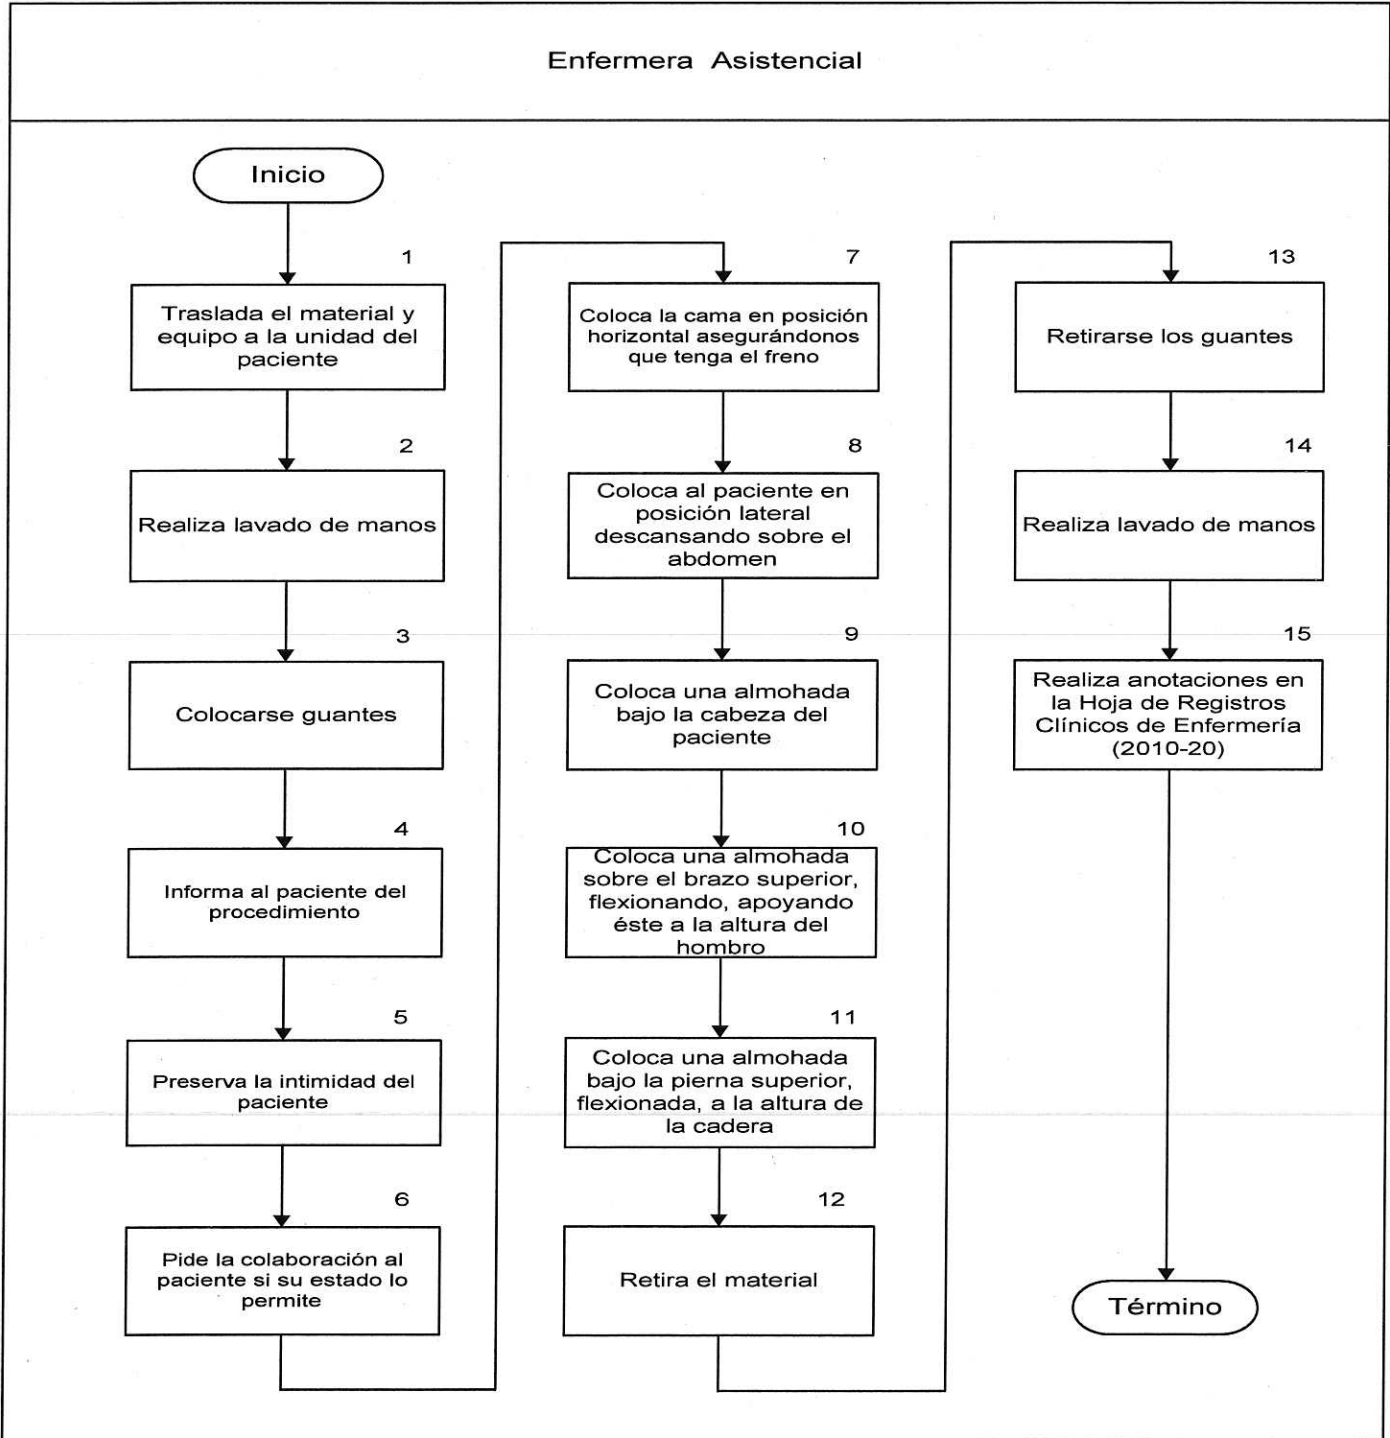 Enfermera Asistencial
Inicio
1
Traslada el material y
equipo a la unidad del
paciente
2
Realiza lavado de manos
3
Colocarse guantes
4
Informa al paciente del
procedimiento
5
Preserva la intimidad del
paciente
6
Pide la colaboración al
paciente si su estado lo
permite
7
Coloca la cama en posición
horizontal asegurándonos
que tenga el freno
8
Coloca al paciente en
posición lateral
descansando sobre el
abdomen
9
Coloca una almohada
bajo la cabeza del
paciente
10
Coloca una almohada
sobre el brazo superior,
flexionando, apoyando
éste a la altura del
hombro
11
Coloca una almohada
bajo la pierna superior,
flexionada, a la altura de
la cadera
12
Retira el material
13
Retirarse los guantes
14
Realiza lavado de manos
15
Realiza anotaciones en
la Hoja de Registros
Clínicos de Enfermería
(2010-20)
Término